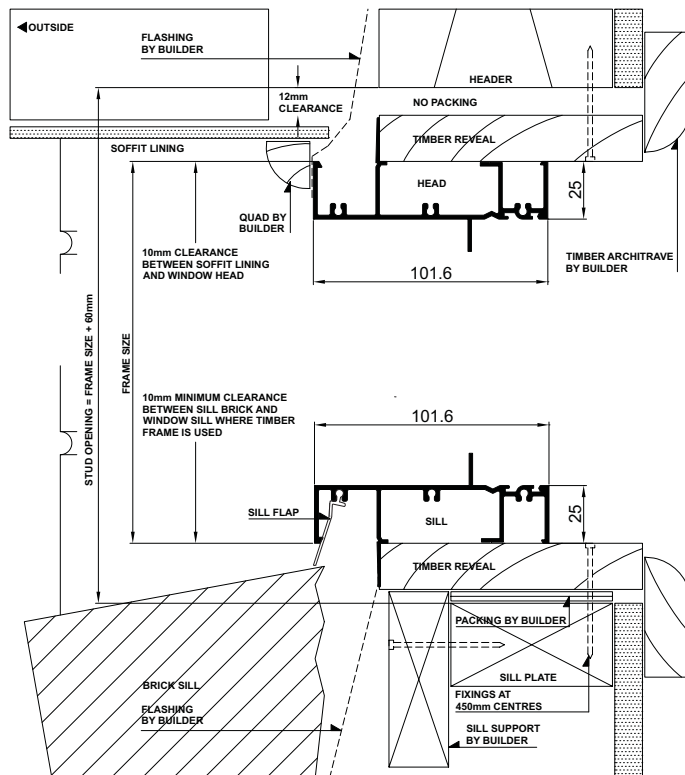 OUTSIDE
FLASHING
BY BUILDER
HEADER
12mm
CLEARANCE
NO PACKING
SOFFIT LINING
TIMBER REVEAL
HEAD
25
QUAD BY
BUILDER
10mm CLEARANCE
BETWEEN SOFFIT LINING
AND WINDOW HEAD
TIMBER ARCHITRAVE
BY BUILDER
101.6
STUD OPENING = FRAME SIZE + 60mm
FRAME SIZE
10mm MINIMUM CLEARANCE
BETWEEN SILL BRICK AND
WINDOW SILL WHERE TIMBER
FRAME IS USED
101.6
SILL FLAP
SILL
25
TIMBER REVEAL
PACKING BY BUILDER
BRICK SILL
SILL PLATE
FLASHING
BY BUILDER
FIXINGS AT
450mm CENTRES
SILL SUPPORT
BY BUILDER